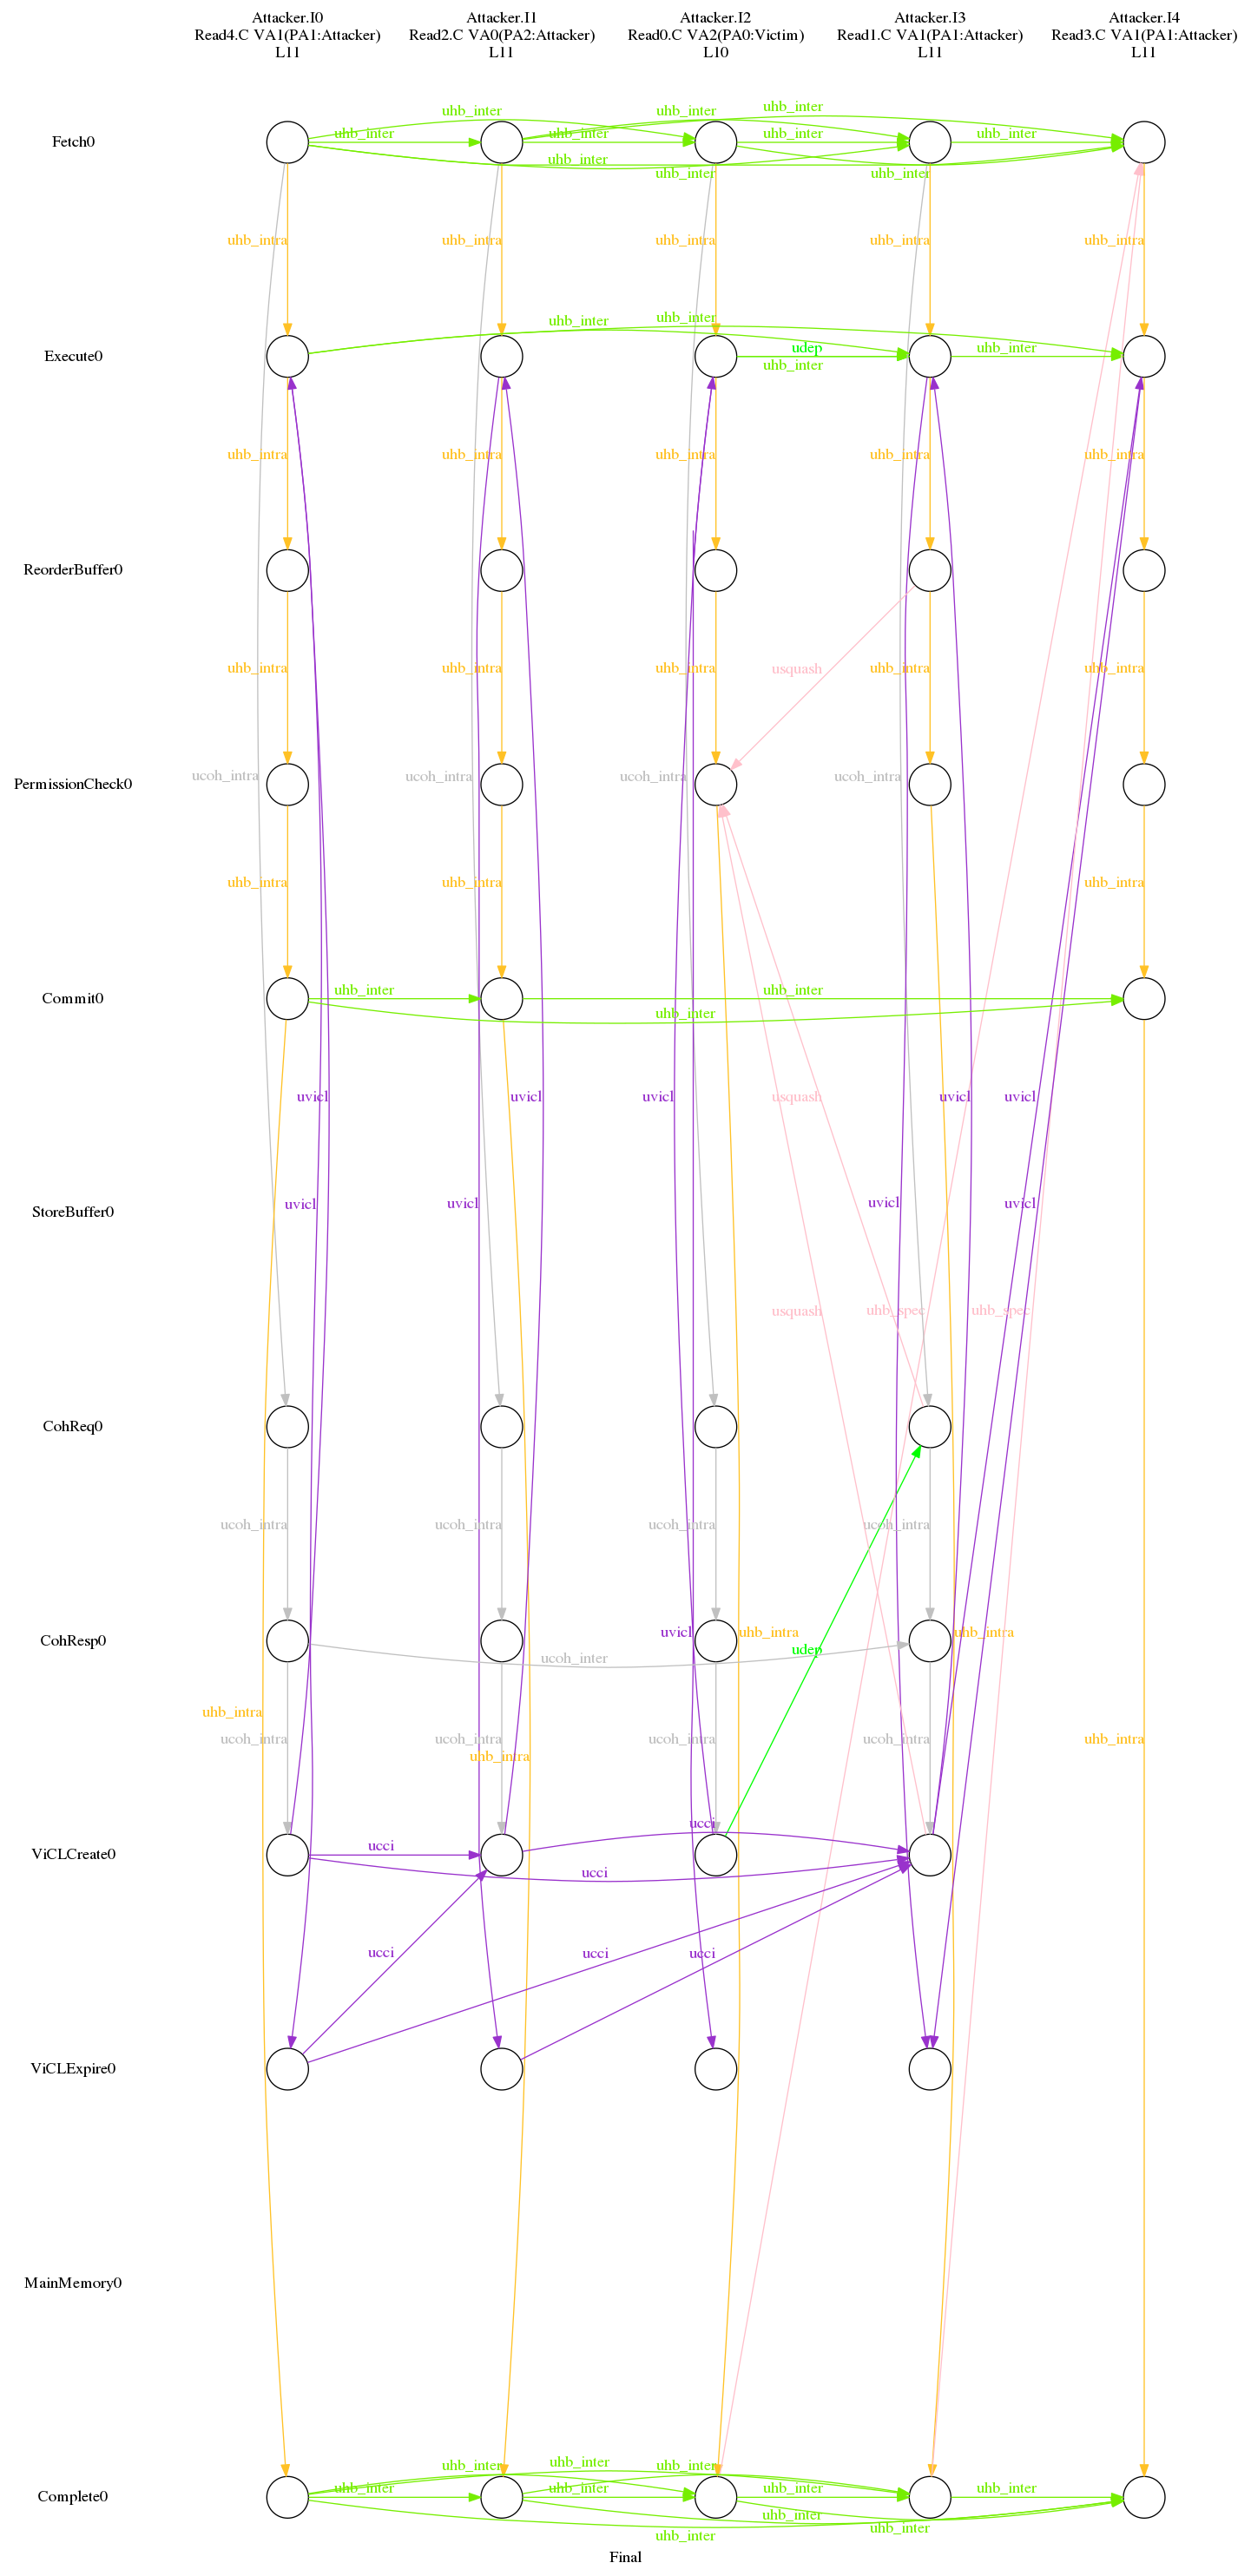 Attacker.I0
Read4.C VA1(PA1:Attacker)
L11
Attacker.I1
Read2.C VA0(PA2:Attacker)
L11
Attacker.I2
Read0.C VA2(PA0:Victim)
L10
Attacker.I3
Read1.C VA1(PA1:Attacker)
L11
Attacker.I4
Read3.C VA1(PA1:Attacker)
L11
uhb_inter
uhb_inter
uhb_inter
Fetch0
uhb_inter
uhb_inter
uhb_inter
uhb_inter
uhb_inter
uhb_inter
uhb_inter
uhb_intra
uhb_intra
uhb_intra
uhb_intra
uhb_intra
uhb_inter
uhb_inter
Execute0
udep
uhb_inter
uhb_inter
uhb_intra
uhb_intra
uhb_intra
uhb_intra
uhb_intra
ReorderBuffer0
uhb_intra
uhb_intra
uhb_intra
usquash
uhb_intra
uhb_intra
PermissionCheck0
ucoh_intra
ucoh_intra
ucoh_intra
ucoh_intra
uhb_intra
uhb_intra
uhb_intra
Commit0
uhb_inter
uhb_inter
uhb_inter
uvicl
uvicl
uvicl
usquash
uvicl
uvicl
StoreBuffer0
uvicl
uvicl
uvicl
uvicl
usquash
uhb_spec
uhb_spec
CohReq0
ucoh_intra
ucoh_intra
ucoh_intra
ucoh_intra
CohResp0
ucoh_inter
uvicl
uhb_intra
udep
uhb_intra
uhb_intra
ucoh_intra
ucoh_intra
uhb_intra
ucoh_intra
ucoh_intra
uhb_intra
ViCLCreate0
ucci
ucci
ucci
ucci
ucci
ucci
ViCLExpire0
MainMemory0
Complete0
uhb_inter
uhb_inter
uhb_inter
uhb_inter
uhb_inter
uhb_inter
uhb_inter
uhb_inter
uhb_inter
uhb_inter
Final